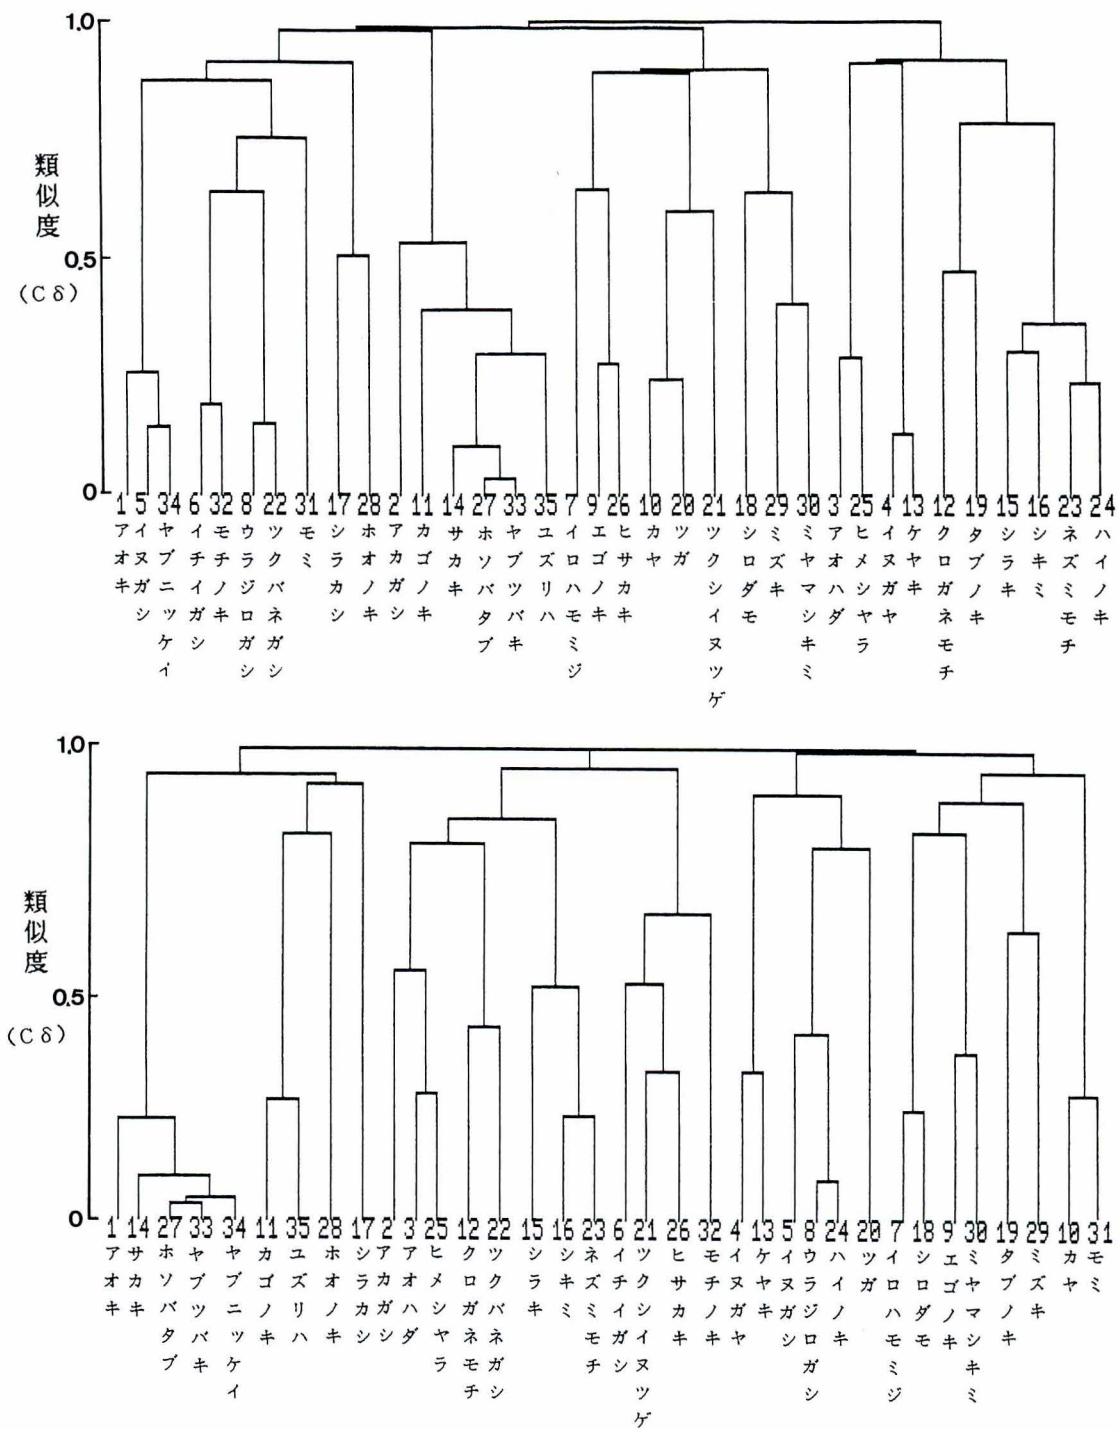 1.0
類似度
0.5
(Cδ)
0
1 5 34 6 32 8 22 31 17 28 2 11 14 27 33 35 7 9 26 10 20 21 18 29 30 3 25 4 13 12 19 15 16 23 24
アオキ
イヌガシ
ヤブニッケイ
イチイガシ
モチノキ
ウラジロガシ
ツクバネガシ
モミ
シラカシ
ホオノキ
アカガシ
カゴノキ
サカキ
ホソバタブ
ヤブツバキ
ユズリハ
イロハモミジ
エゴノキ
ヒサカキ
カヤ
ツガ
ツクシイヌツゲ
シロダモ
ミズキ
ミヤマシキミ
アオハダ
ヒメシヤラ
イヌガヤ
ケヤキ
クロガネモチ
タブノキ
シラキ
シキミ
ネズミモチ
ハイノキ
1.0
類似度
0.5
(Cδ)
0
1 14 27 33 34 11 35 28 17 2 3 25 12 22 15 16 23 6 21 26 32 4 13 5 8 24 20 7 18 9 30 19 29 10 31
アオキ
サカキ
ホソバタブ
ヤブツバキ
ヤブニッケイ
カゴノキ
ユズリハ
ホオノキ
シラカシ
アカガシ
アオハダ
ヒメシヤラ
クロガネモチ
ツクバネガシ
シラキ
シキミ
ネズミモチ
イチイガシ
ツクシイヌツゲ
ヒサカキ
モチノキ
イヌガヤ
ケヤキ
イヌガシ
ウラジロガシ
ハイノキ
ツガ
イロハモミジ
シロダモ
エゴノキ
ミヤマシキミ
タブノキ
ミズキ
カヤ
モミ